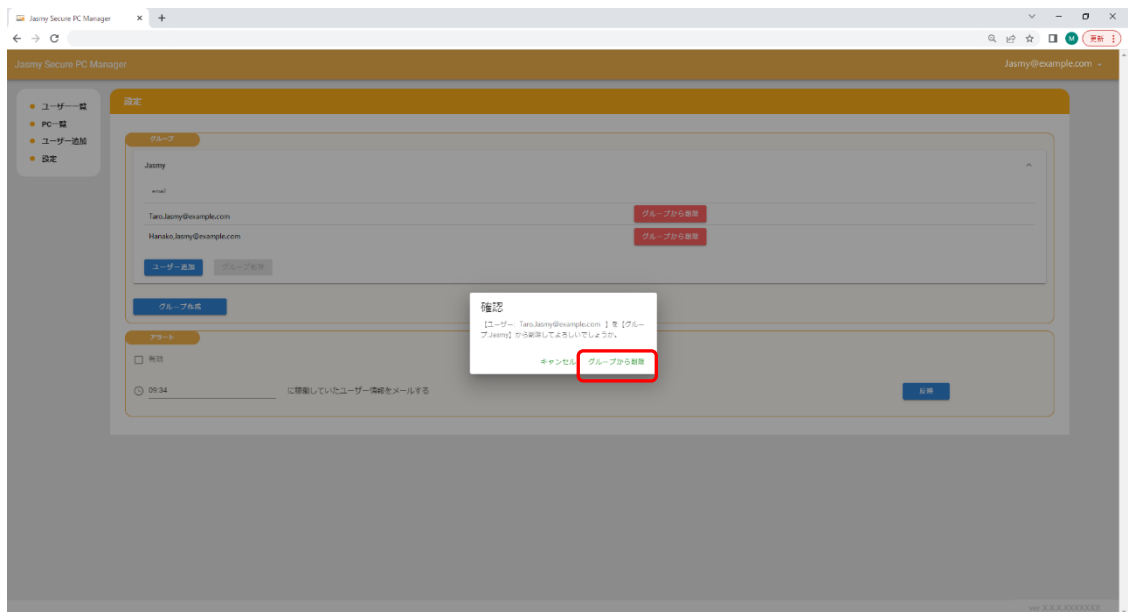 Jasmy Secure PC Manager
更新
Jasmy Secure PC Manager
Jasmy@example.com
ユーザー一覧
PC一覧
ユーザー追加
設定
設定
グループ
Jasmy
email
Taro.Jasmy@example.com
グループから削除
Hanako.Jasmy@example.com
グループから削除
ユーザー追加
グループ削除
グループ作成
確認
【ユーザー: Taro.Jasmy@example.com 】を【グルー
プ:Jasmy】から削除してよろしいでしょうか。
キャンセル
グループから削除
アラート
有効
09:34
に稼働していたユーザー情報をメールする
反映